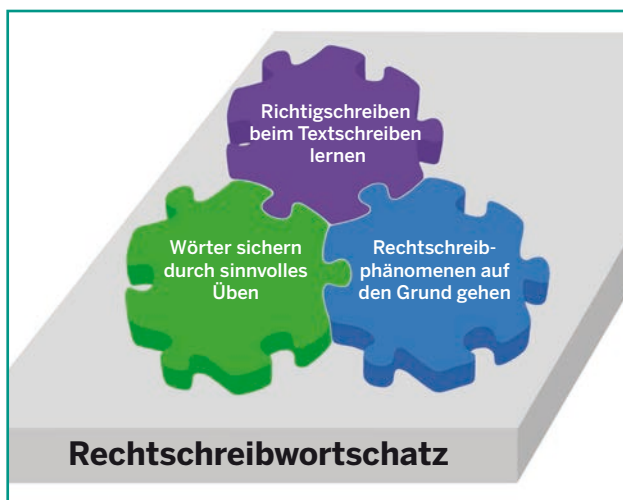 Richtigschreiben
beim Textschreiben
lernen
Wörter sichern
durch sinnvolles
Üben
Rechtschreib-
phänomenen auf
den Grund gehen
Rechtschreibwortschatz